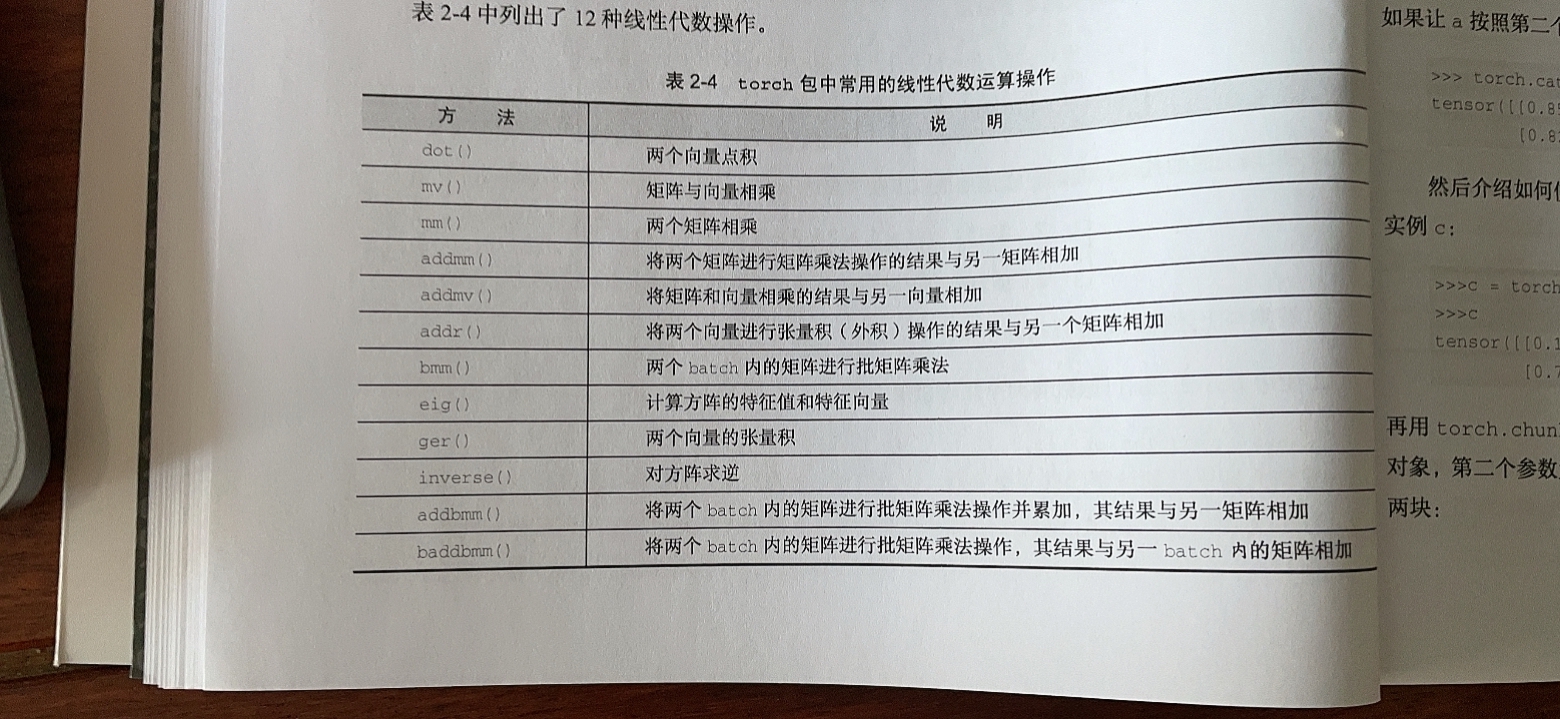 表 2-4 中列出了 12 种线性代数操作。
表 2-4 torch 包中常用的线性代数运算操作
方 法 说 明
dot() 两个向量点积
mv() 矩阵与向量相乘
mm() 两个矩阵相乘
addmm() 将两个矩阵进行矩阵乘法操作的结果与另一矩阵相加
addmv() 将矩阵和向量相乘的结果与另一向量相加
addr() 将两个向量进行张量积（外积）操作的结果与另一个矩阵相加
bmm() 两个 batch 内的矩阵进行批矩阵乘法
eig() 计算方阵的特征值和特征向量
ger() 两个向量的张量积
inverse() 对方阵求逆
addbmm() 将两个 batch 内的矩阵进行批矩阵乘法操作并累加，其结果与另一矩阵相加
baddbmm() 将两个 batch 内的矩阵进行批矩阵乘法操作，其结果与另一 batch 内的矩阵相加
如果让 a 按照第二
>>> torch.cat
tensor([[0.8
[0.8
然后介绍如何
实例 c：
>>>c = torch
>>>c
tensor([[0.1
[0.7
再用 torch.chun
对象，第二个参数
两块：